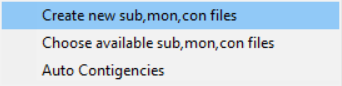 Create new sub,mon,con files
Choose available sub,mon,con files
Auto Contigencies